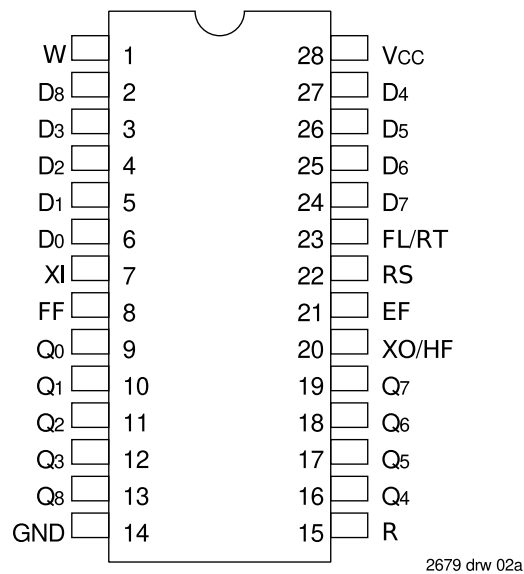 W 1 28 VCC
D8 2 27 D4
D3 3 26 D5
D2 4 25 D6
D1 5 24 D7
D0 6 23 FL/RT
XI 7 22 RS
FF 8 21 EF
Q0 9 20 XO/HF
Q1 10 19 Q7
Q2 11 18 Q6
Q3 12 17 Q5
Q8 13 16 Q4
GND 14 15 R
2679 drw 02a